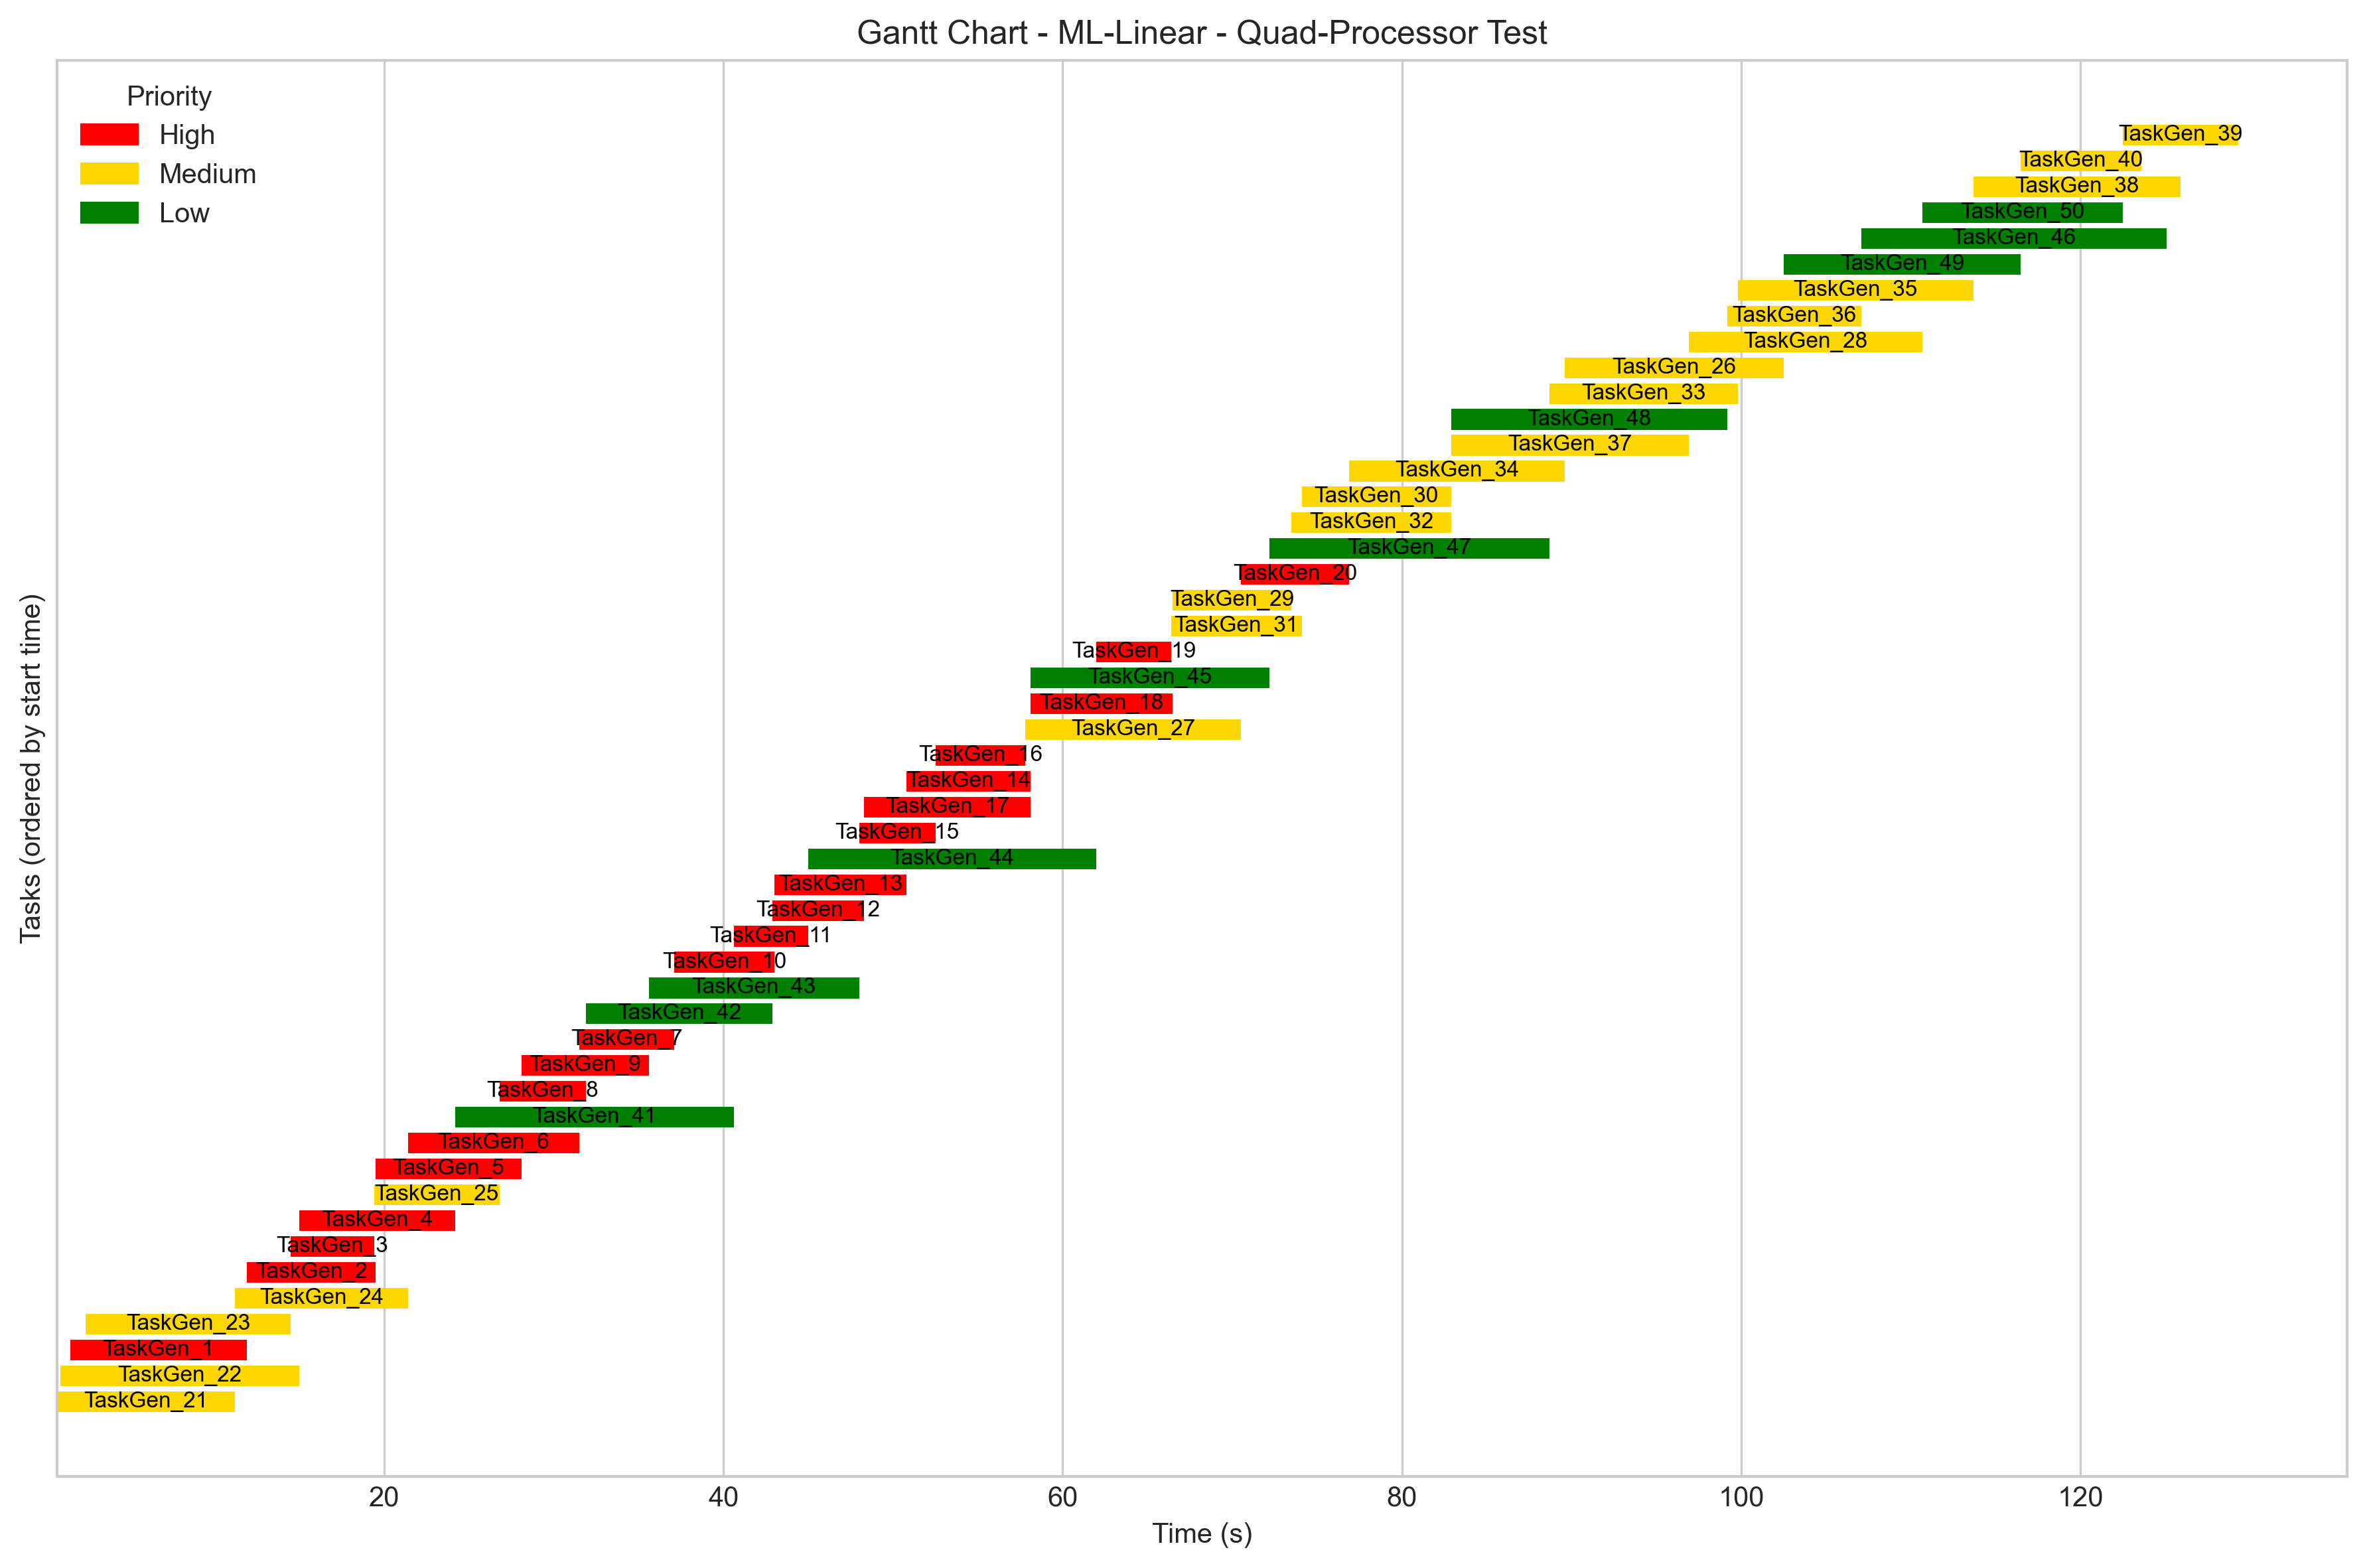 Gantt Chart - ML-Linear - Quad-Processor Test
Priority
High
Medium
Low
TaskGen_39
TaskGen_40
TaskGen_38
TaskGen_50
TaskGen_46
TaskGen_49
TaskGen_35
TaskGen_36
TaskGen_28
TaskGen_26
TaskGen_33
TaskGen_48
TaskGen_37
TaskGen_34
TaskGen_30
TaskGen_32
TaskGen_47
TaskGen_20
TaskGen_29
TaskGen_31
TaskGen_19
TaskGen_45
TaskGen_18
TaskGen_27
TaskGen_16
TaskGen_14
TaskGen_17
TaskGen_15
TaskGen_44
TaskGen_13
TaskGen_12
TaskGen_11
TaskGen_10
TaskGen_43
TaskGen_42
TaskGen_7
TaskGen_9
TaskGen_8
TaskGen_41
TaskGen_6
TaskGen_5
TaskGen_25
TaskGen_4
TaskGen_3
TaskGen_2
TaskGen_24
TaskGen_23
TaskGen_1
TaskGen_22
TaskGen_21
Tasks (ordered by start time)
20 40 60 80 100 120
Time (s)